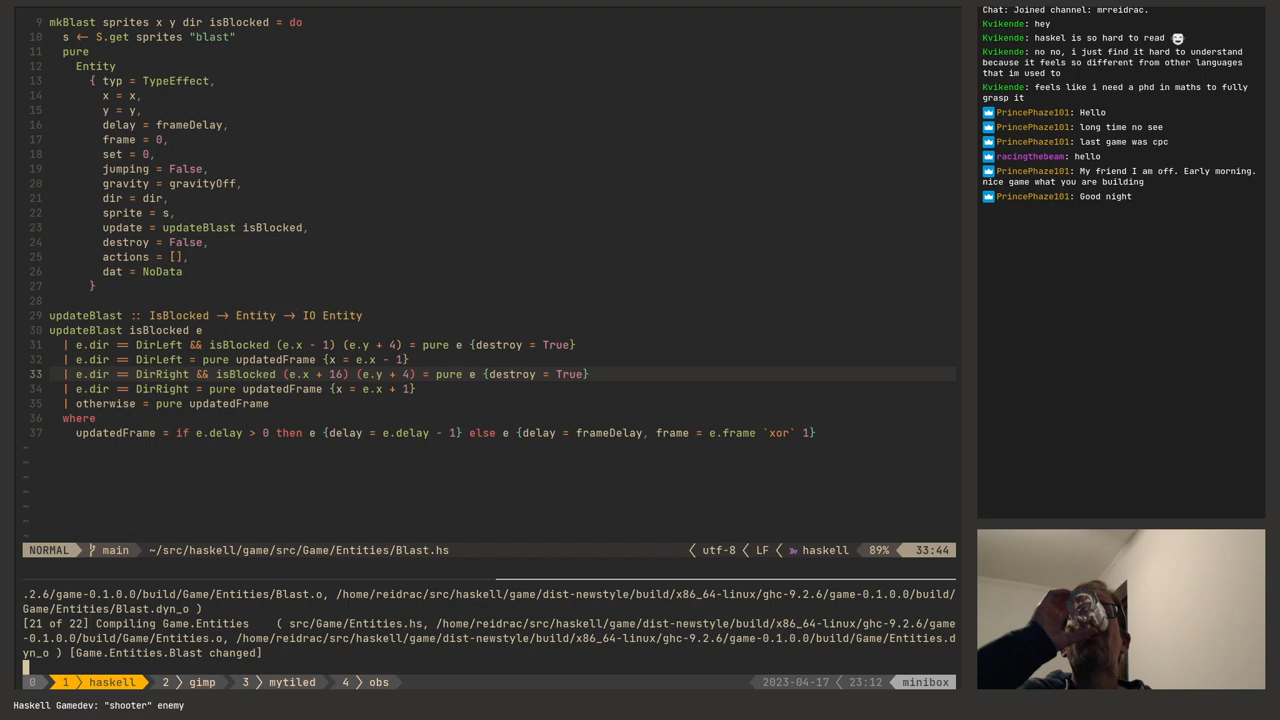 9 mkBlast sprites x y dir isBlocked = do
10 s <- S.get sprites "blast"
11 pure
12 Entity
13 { typ = TypeEffect,
14 x = x,
15 y = y,
16 delay = frameDelay,
17 frame = 0,
18 set = 0,
19 jumping = False,
20 gravity = gravityOff,
21 dir = dir,
22 sprite = s,
23 update = updateBlast isBlocked,
24 destroy = False,
25 actions = [],
26 dat = NoData
27 }
28
29 updateBlast :: IsBlocked -> Entity -> IO Entity
30 updateBlast isBlocked e
31 | e.dir == DirLeft && isBlocked (e.x - 1) (e.y + 4) = pure e {destroy = True}
32 | e.dir == DirLeft = pure updatedFrame {x = e.x - 1}
33 | e.dir == DirRight && isBlocked (e.x + 16) (e.y + 4) = pure e {destroy = True}
34 | e.dir == DirRight = pure updatedFrame {x = e.x + 1}
35 | otherwise = pure updatedFrame
36 where
37 updatedFrame = if e.delay > 0 then e {delay = e.delay - 1} else e {delay = frameDelay, frame = e.frame `xor` 1}
~
~
~
~
~
~
~
NORMAL main ~/src/haskell/game/src/Game/Entities/Blast.hs utf-8 < LF < haskell 89% 33:44
.2.6/game-0.1.0.0/build/Game/Entities/Blast.o, /home/reidrac/src/haskell/game/dist-newstyle/build/x86_64-linux/ghc-9.2.6/game-0.1.0.0/build/
Game/Entities/Blast.dyn_o )
[21 of 22] Compiling Game.Entities ( src/Game/Entities.hs, /home/reidrac/src/haskell/game/dist-newstyle/build/x86_64-linux/ghc-9.2.6/game
-0.1.0.0/build/Game/Entities.o, /home/reidrac/src/haskell/game/dist-newstyle/build/x86_64-linux/ghc-9.2.6/game-0.1.0.0/build/Game/Entities.d
yn_o ) [Game.Entities.Blast changed]
0 1 > haskell 2 > gimp 3 > mytiled 4 > obs 2023-04-17 < 23:12 minibox
Haskell Gamedev: "shooter" enemy
Chat: Joined channel: mrreidrac.
Kvikende: hey
Kvikende: haskel is so hard to read
Kvikende: no no, i just find it hard to understand
because it feels so different from other languages
that im used to
Kvikende: feels like i need a phd in maths to fully
grasp it
PrincePhaze101: Hello
PrincePhaze101: long time no see
PrincePhaze101: last game was cpc
racingthebeam: hello
PrincePhaze101: My friend I am off. Early morning.
nice game what you are building
PrincePhaze101: Good night